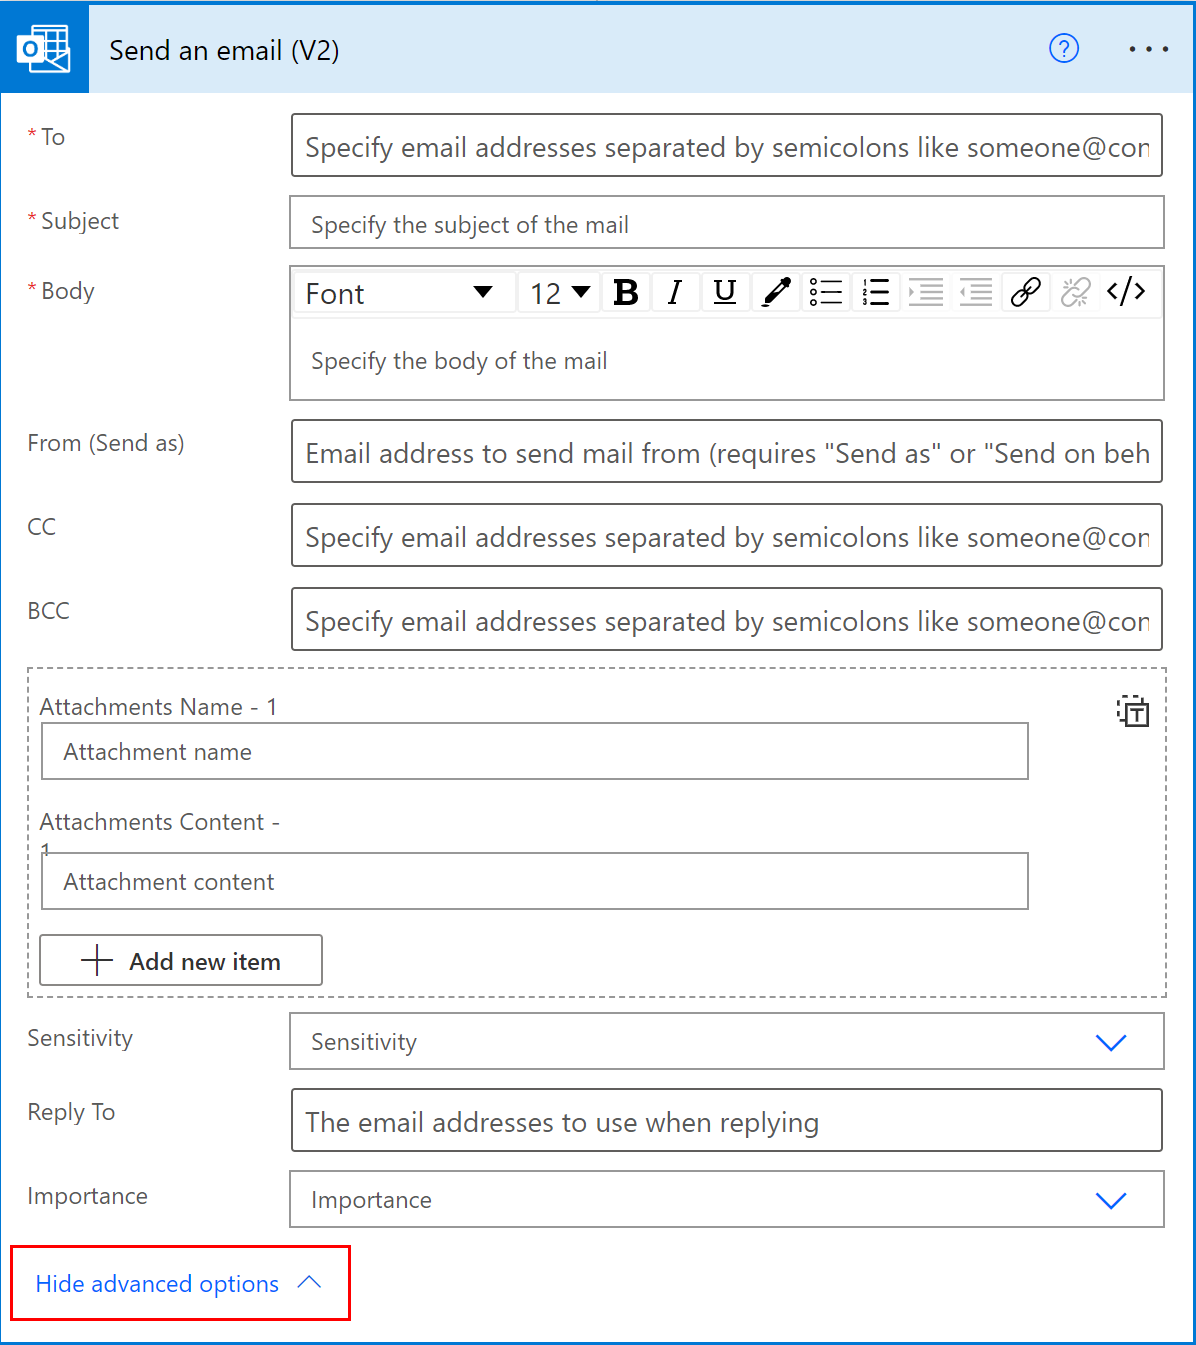 Send an email (V2)
* To
Specify email addresses separated by semicolons like someone@con
* Subject
Specify the subject of the mail
* Body
Font 12 B I U </>
Specify the body of the mail
From (Send as)
Email address to send mail from (requires "Send as" or "Send on beh
CC
Specify email addresses separated by semicolons like someone@con
BCC
Specify email addresses separated by semicolons like someone@con
Attachments Name - 1
Attachment name
Attachments Content -
1
Attachment content
Add new item
Sensitivity
Sensitivity
Reply To
The email addresses to use when replying
Importance
Importance
Hide advanced options